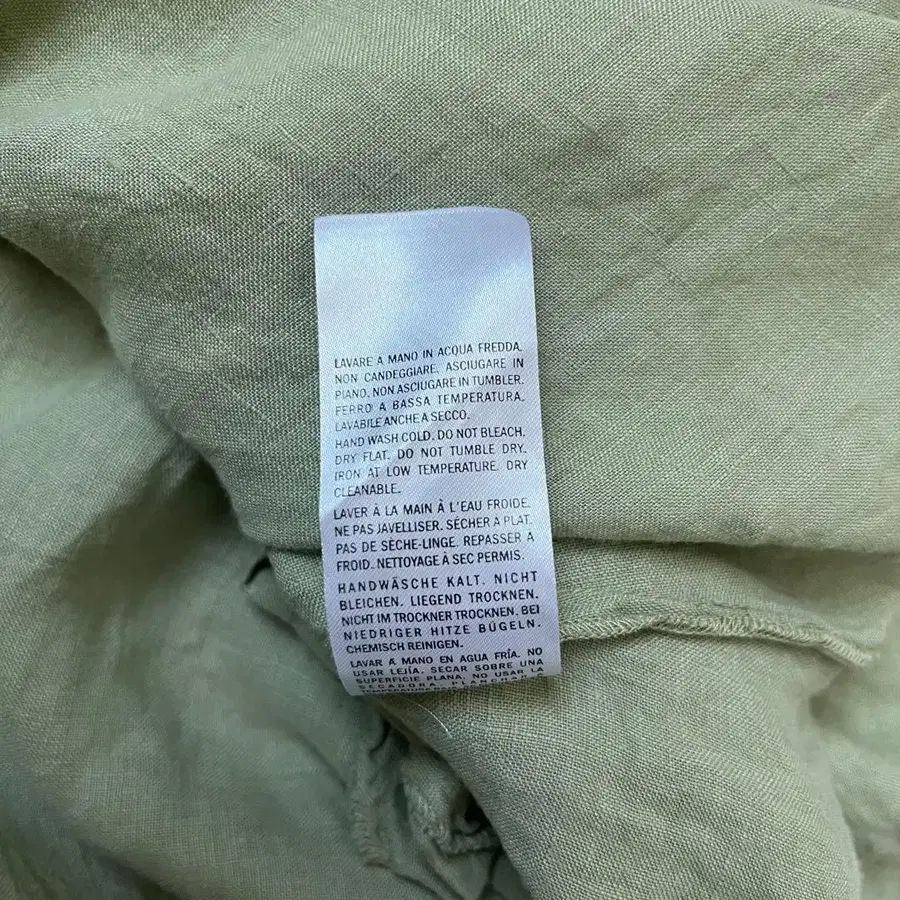 LAVARE A MANO IN ACQUA FREDDA.
NON CANDEGGIARE. ASCIUGARE IN
PIANO. NON ASCIUGARE IN TUMBLER.
FERRO A BASSA TEMPERATURA.
LAVABILE ANCHE A SECCO.
HAND WASH COLD. DO NOT BLEACH.
DRY FLAT. DO NOT TUMBLE DRY.
IRON AT LOW TEMPERATURE. DRY
CLEANABLE.
LAVER À LA MAIN À L'EAU FROIDE.
NE PAS JAVELLISER. SÉCHER A PLAT.
PAS DE SÈCHE-LINGE. REPASSER A
FROID. NETTOYAGE À SEC PERMIS.
HANDWÄSCHE KALT. NICHT
BLEICHEN. LIEGEND TROCKNEN.
NICHT IM TROCKNER TROCKNEN. BEI
NIEDRIGER HITZE BÜGELN.
CHEMISCH REINIGEN.
LAVAR A MANO EN AGUA FRÍA. NO
USAR LEJÍA. SECAR SOBRE UNA
SUPERFICIE PLANA. NO USAR LA
SECADORA. PLANCHAR A
TEMPERATURA